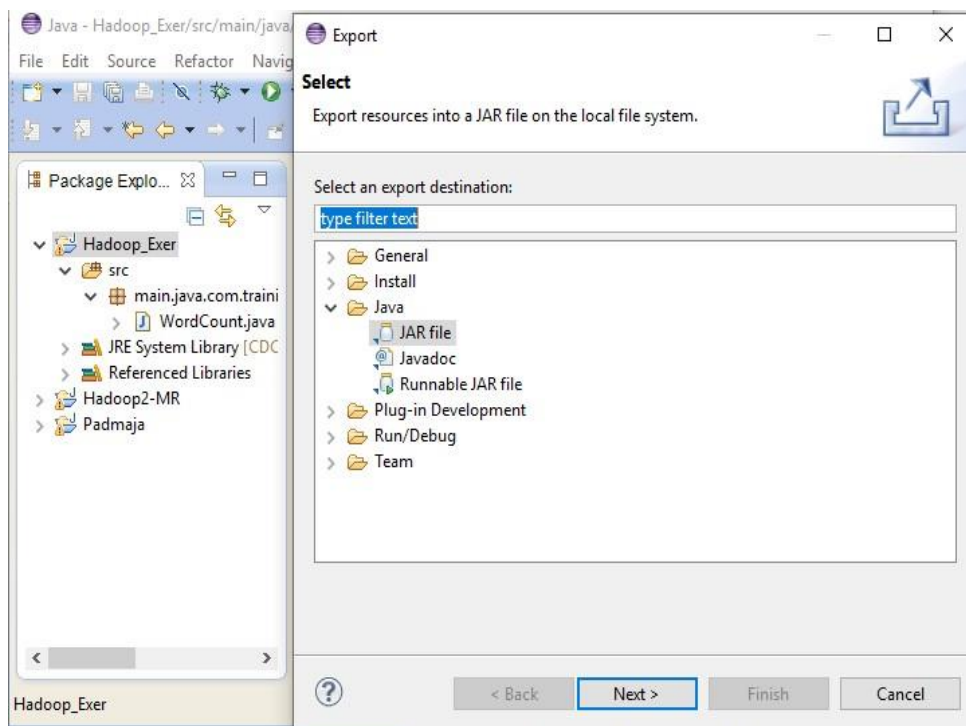 Java - Hadoop_Exer/src/main/java/
File Edit Source Refactor Navig
Package Explo...
Hadoop_Exer
src
main.java.com.traini
WordCount.java
JRE System Library [CDC
Referenced Libraries
Hadoop2-MR
Padmaja
Hadoop_Exer
Export
Select
Export resources into a JAR file on the local file system.
Select an export destination:
type filter text
General
Install
Java
JAR file
Javadoc
Runnable JAR file
Plug-in Development
Run/Debug
Team
< Back Next > Finish Cancel